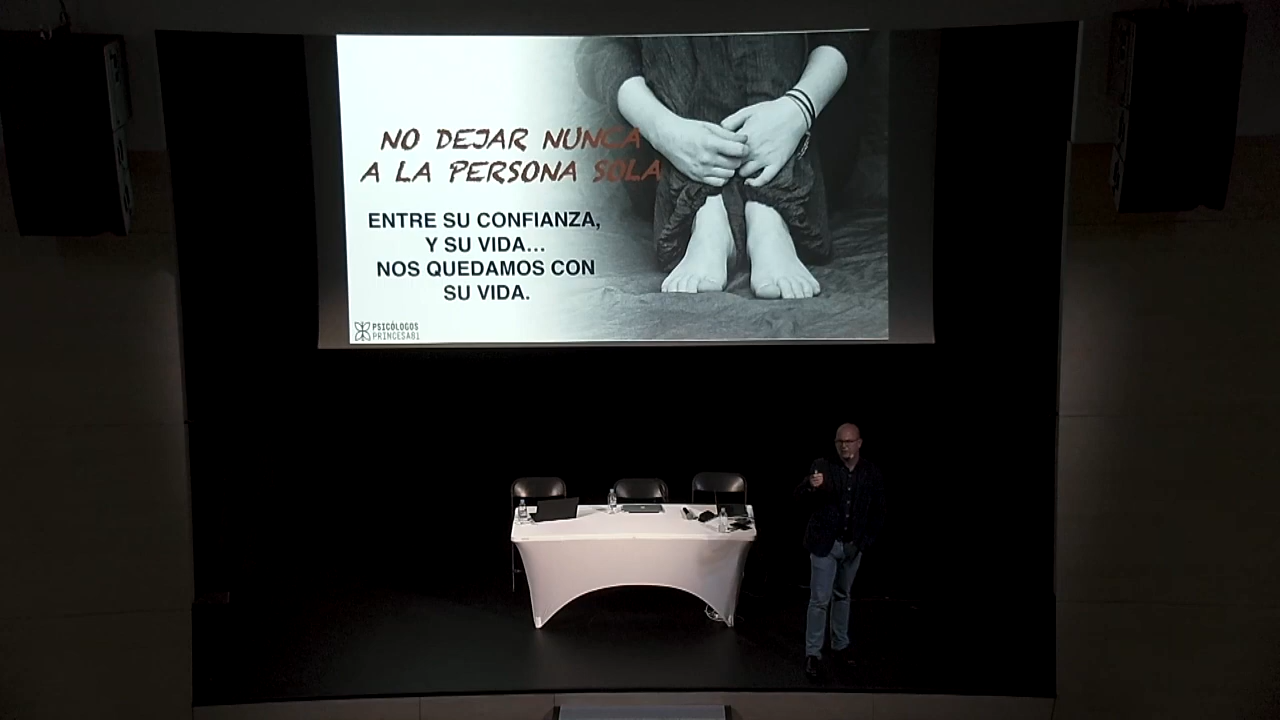 NO DEJAR NUNCA
A LA PERSONA SOLA
ENTRE SU CONFIANZA,
Y SU VIDA...
NOS QUEDAMOS CON
SU VIDA.
PSICÓLOGOS
PRINCESA81